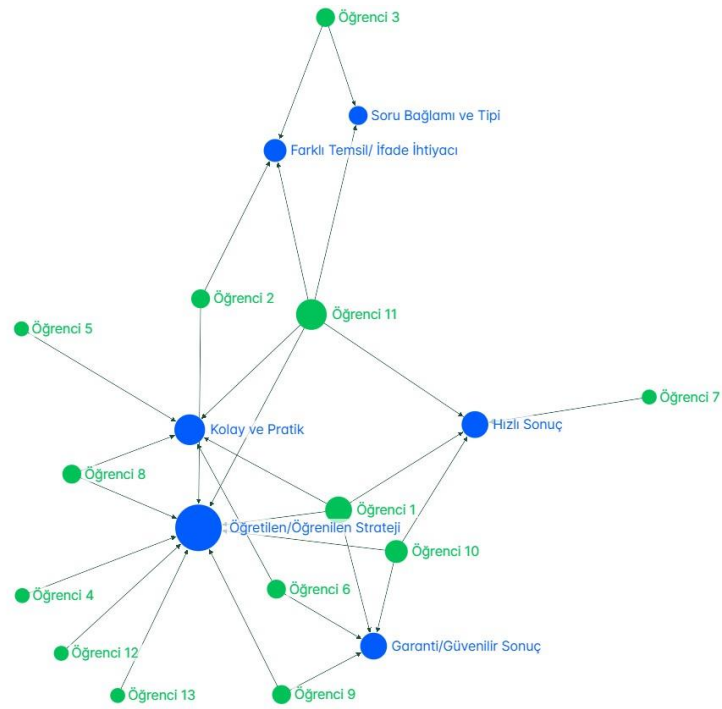 Öğrenci 3
Soru Bağlamı ve Tipi
Farklı Temsil/ İfade İhtiyacı
Öğrenci 2
Öğrenci 11
Öğrenci 5
Öğrenci 7
Hızlı Sonuç
Kolay ve Pratik
Öğrenci 8
Öğrenci 1
Öğretilen/Öğrenilen Strateji
Öğrenci 10
Öğrenci 6
Öğrenci 4
Garanti/Güvenilir Sonuç
Öğrenci 12
Öğrenci 13
Öğrenci 9